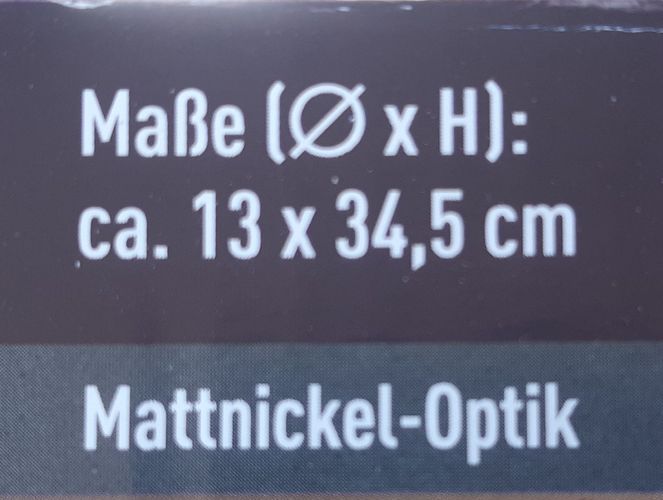 Maße (Ø x H):
ca. 13 x 34,5 cm
Mattnickel-Optik